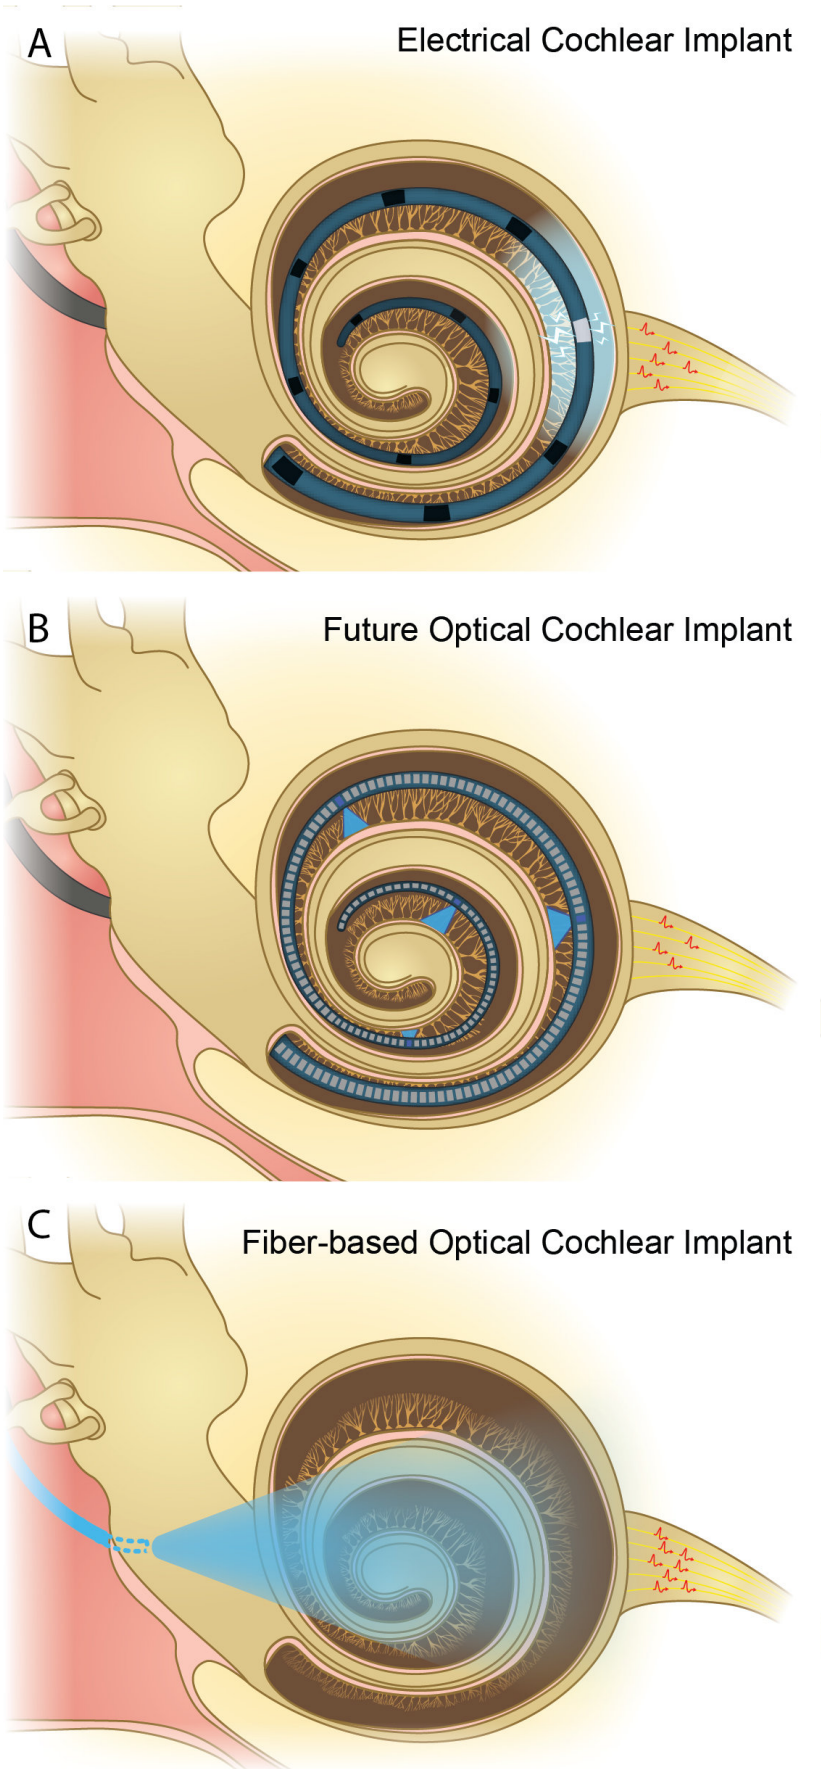 A
Electrical Cochlear Implant
B
Future Optical Cochlear Implant
C
Fiber-based Optical Cochlear Implant